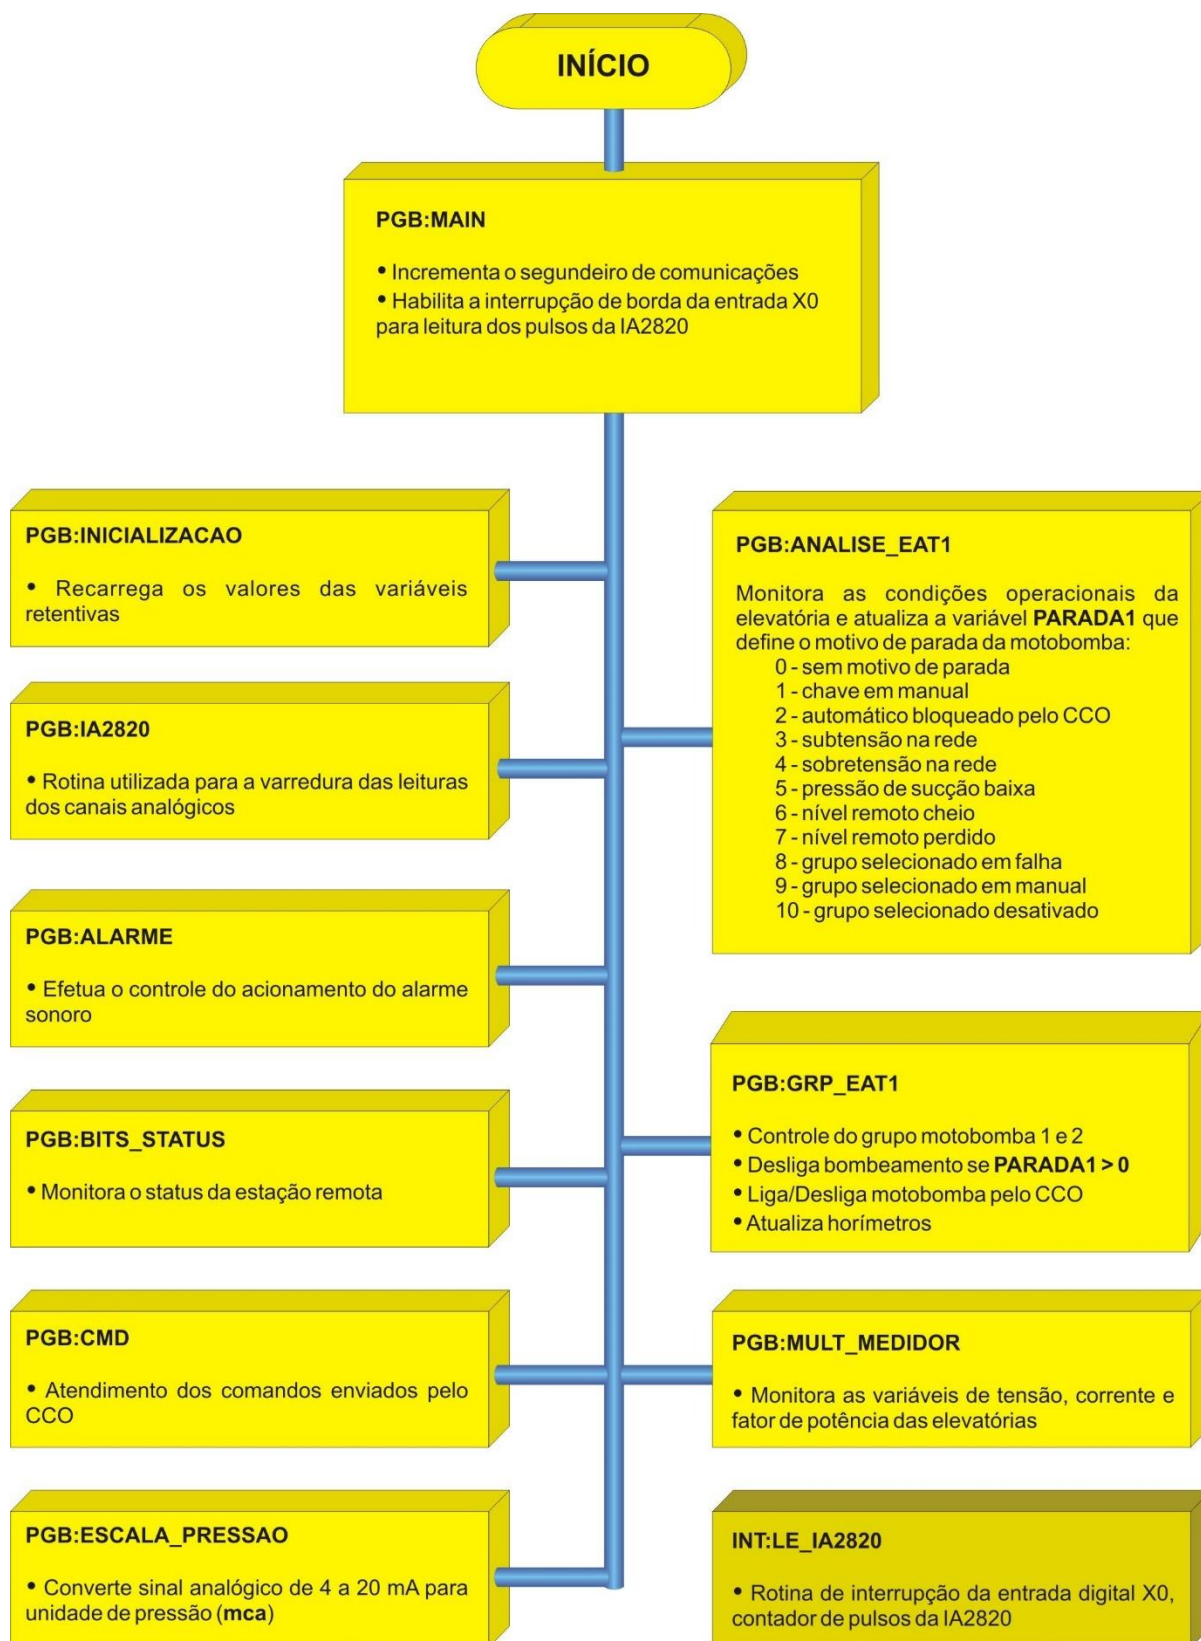 INÍCIO
PGB:MAIN
• Incrementa o segundeiro de comunicações
• Habilita a interrupção de borda da entrada X0
para leitura dos pulsos da IA2820
PGB:INICIALIZACAO
• Recarrega os valores das variáveis
retentivas
PGB:IA2820
• Rotina utilizada para a varredura das leituras
dos canais analógicos
PGB:ALARME
• Efetua o controle do acionamento do alarme
sonoro
PGB:BITS_STATUS
• Monitora o status da estação remota
PGB:CMD
• Atendimento dos comandos enviados pelo
CCO
PGB:ESCALA_PRESSAO
• Converte sinal analógico de 4 a 20 mA para
unidade de pressão (mca)
PGB:ANALISE_EAT1
Monitora as condições operacionais da
elevatória e atualiza a variável PARADA1 que
define o motivo de parada da motobomba:
0 - sem motivo de parada
1 - chave em manual
2 - automático bloqueado pelo CCO
3 - subtensão na rede
4 - sobretensão na rede
5 - pressão de sucção baixa
6 - nível remoto cheio
7 - nível remoto perdido
8 - grupo selecionado em falha
9 - grupo selecionado em manual
10 - grupo selecionado desativado
PGB:GRP_EAT1
• Controle do grupo motobomba 1 e 2
• Desliga bombeamento se PARADA1 > 0
• Liga/Desliga motobomba pelo CCO
• Atualiza horímetros
PGB:MULT_MEDIDOR
• Monitora as variáveis de tensão, corrente e
fator de potência das elevatórias
INT:LE_IA2820
• Rotina de interrupção da entrada digital X0,
contador de pulsos da IA2820